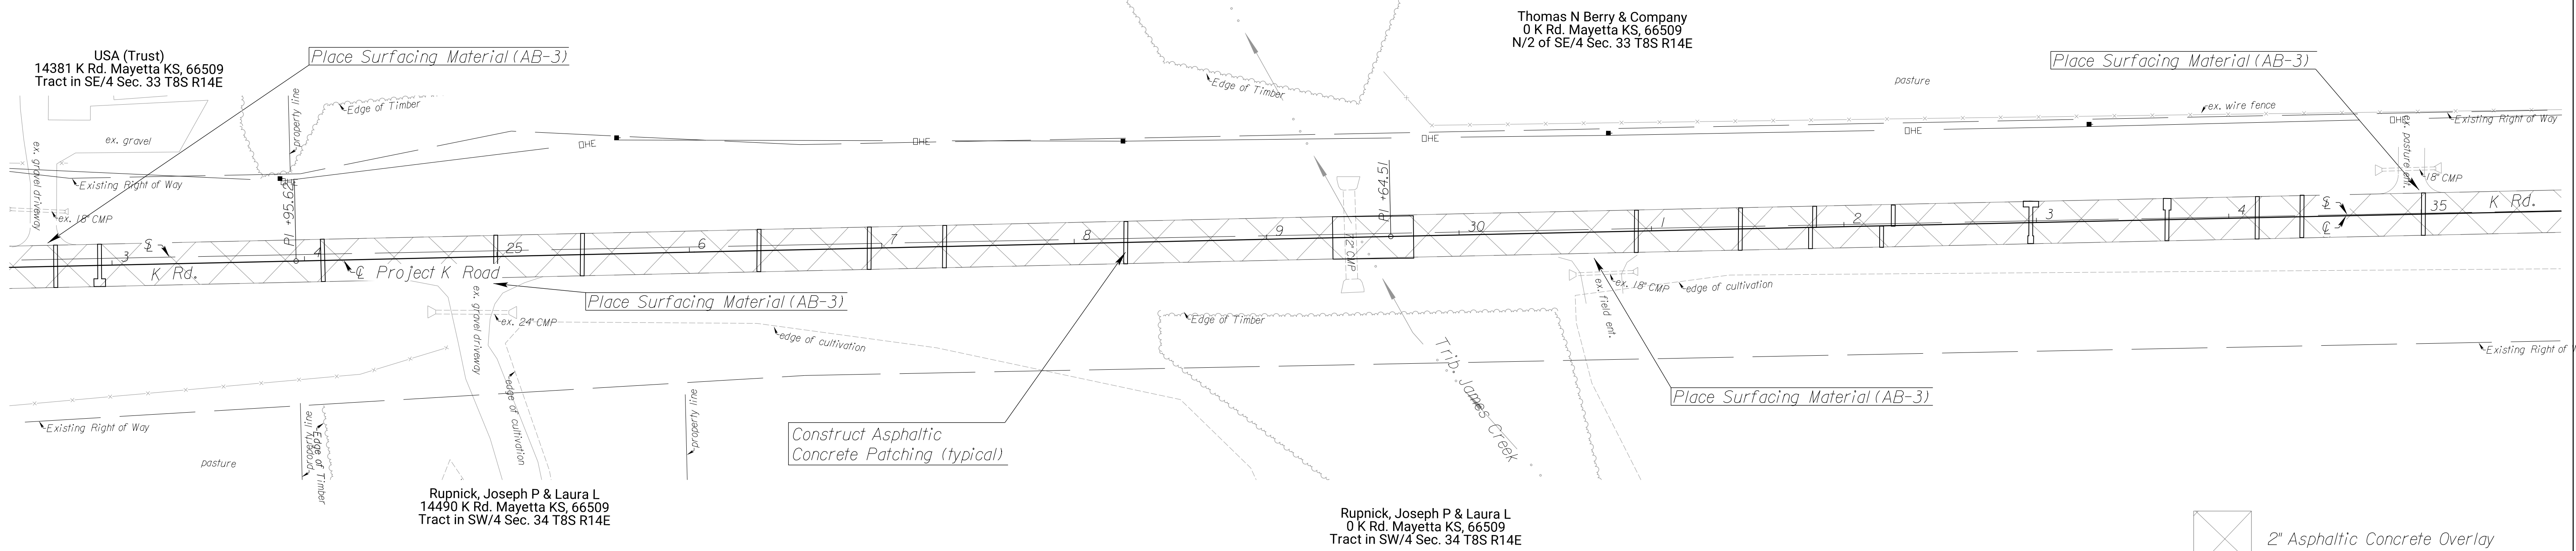 USA (Trust)
14381 K Rd. Mayetta KS, 66509
Tract in SE/4 Sec. 33 T8S R14E
Place Surfacing Material (AB-3)
Thomas N Berry & Company
0 K Rd. Mayetta KS, 66509
N/2 of SE/4 Sec. 33 T8S R14E
Place Surfacing Material (AB-3)
pasture
Edge of Timber
property line
Edge of Timber
ex. wire fence
Existing Right of Way
ex. gravel
ex. gravel driveway
OHE
OHE
OHE
OHE
OHE
OHE
ex. pasture ent.
Existing Right of Way
18" CMP
ex. 18" CMP
PI +95.62
PI +64.51
72" CMP
3
4
25
6
7
8
9
30
1
2
3
4
35
K Rd.
K Rd.
℄ Project K Road
Place Surfacing Material (AB-3)
ex. gravel driveway
ex. 24" CMP
edge of cultivation
Edge of Timber
ex. 18" CMP
edge of cultivation
ex. field ent.
Existing Right of W
Trib. James Creek
Place Surfacing Material (AB-3)
edge of cultivation
property line
Existing Right of Way
property line
Edge of Timber
pasture
Construct Asphaltic
Concrete Patching (typical)
Rupnick, Joseph P & Laura L
14490 K Rd. Mayetta KS, 66509
Tract in SW/4 Sec. 34 T8S R14E
Rupnick, Joseph P & Laura L
0 K Rd. Mayetta KS, 66509
Tract in SW/4 Sec. 34 T8S R14E
2" Asphaltic Concrete Overlay